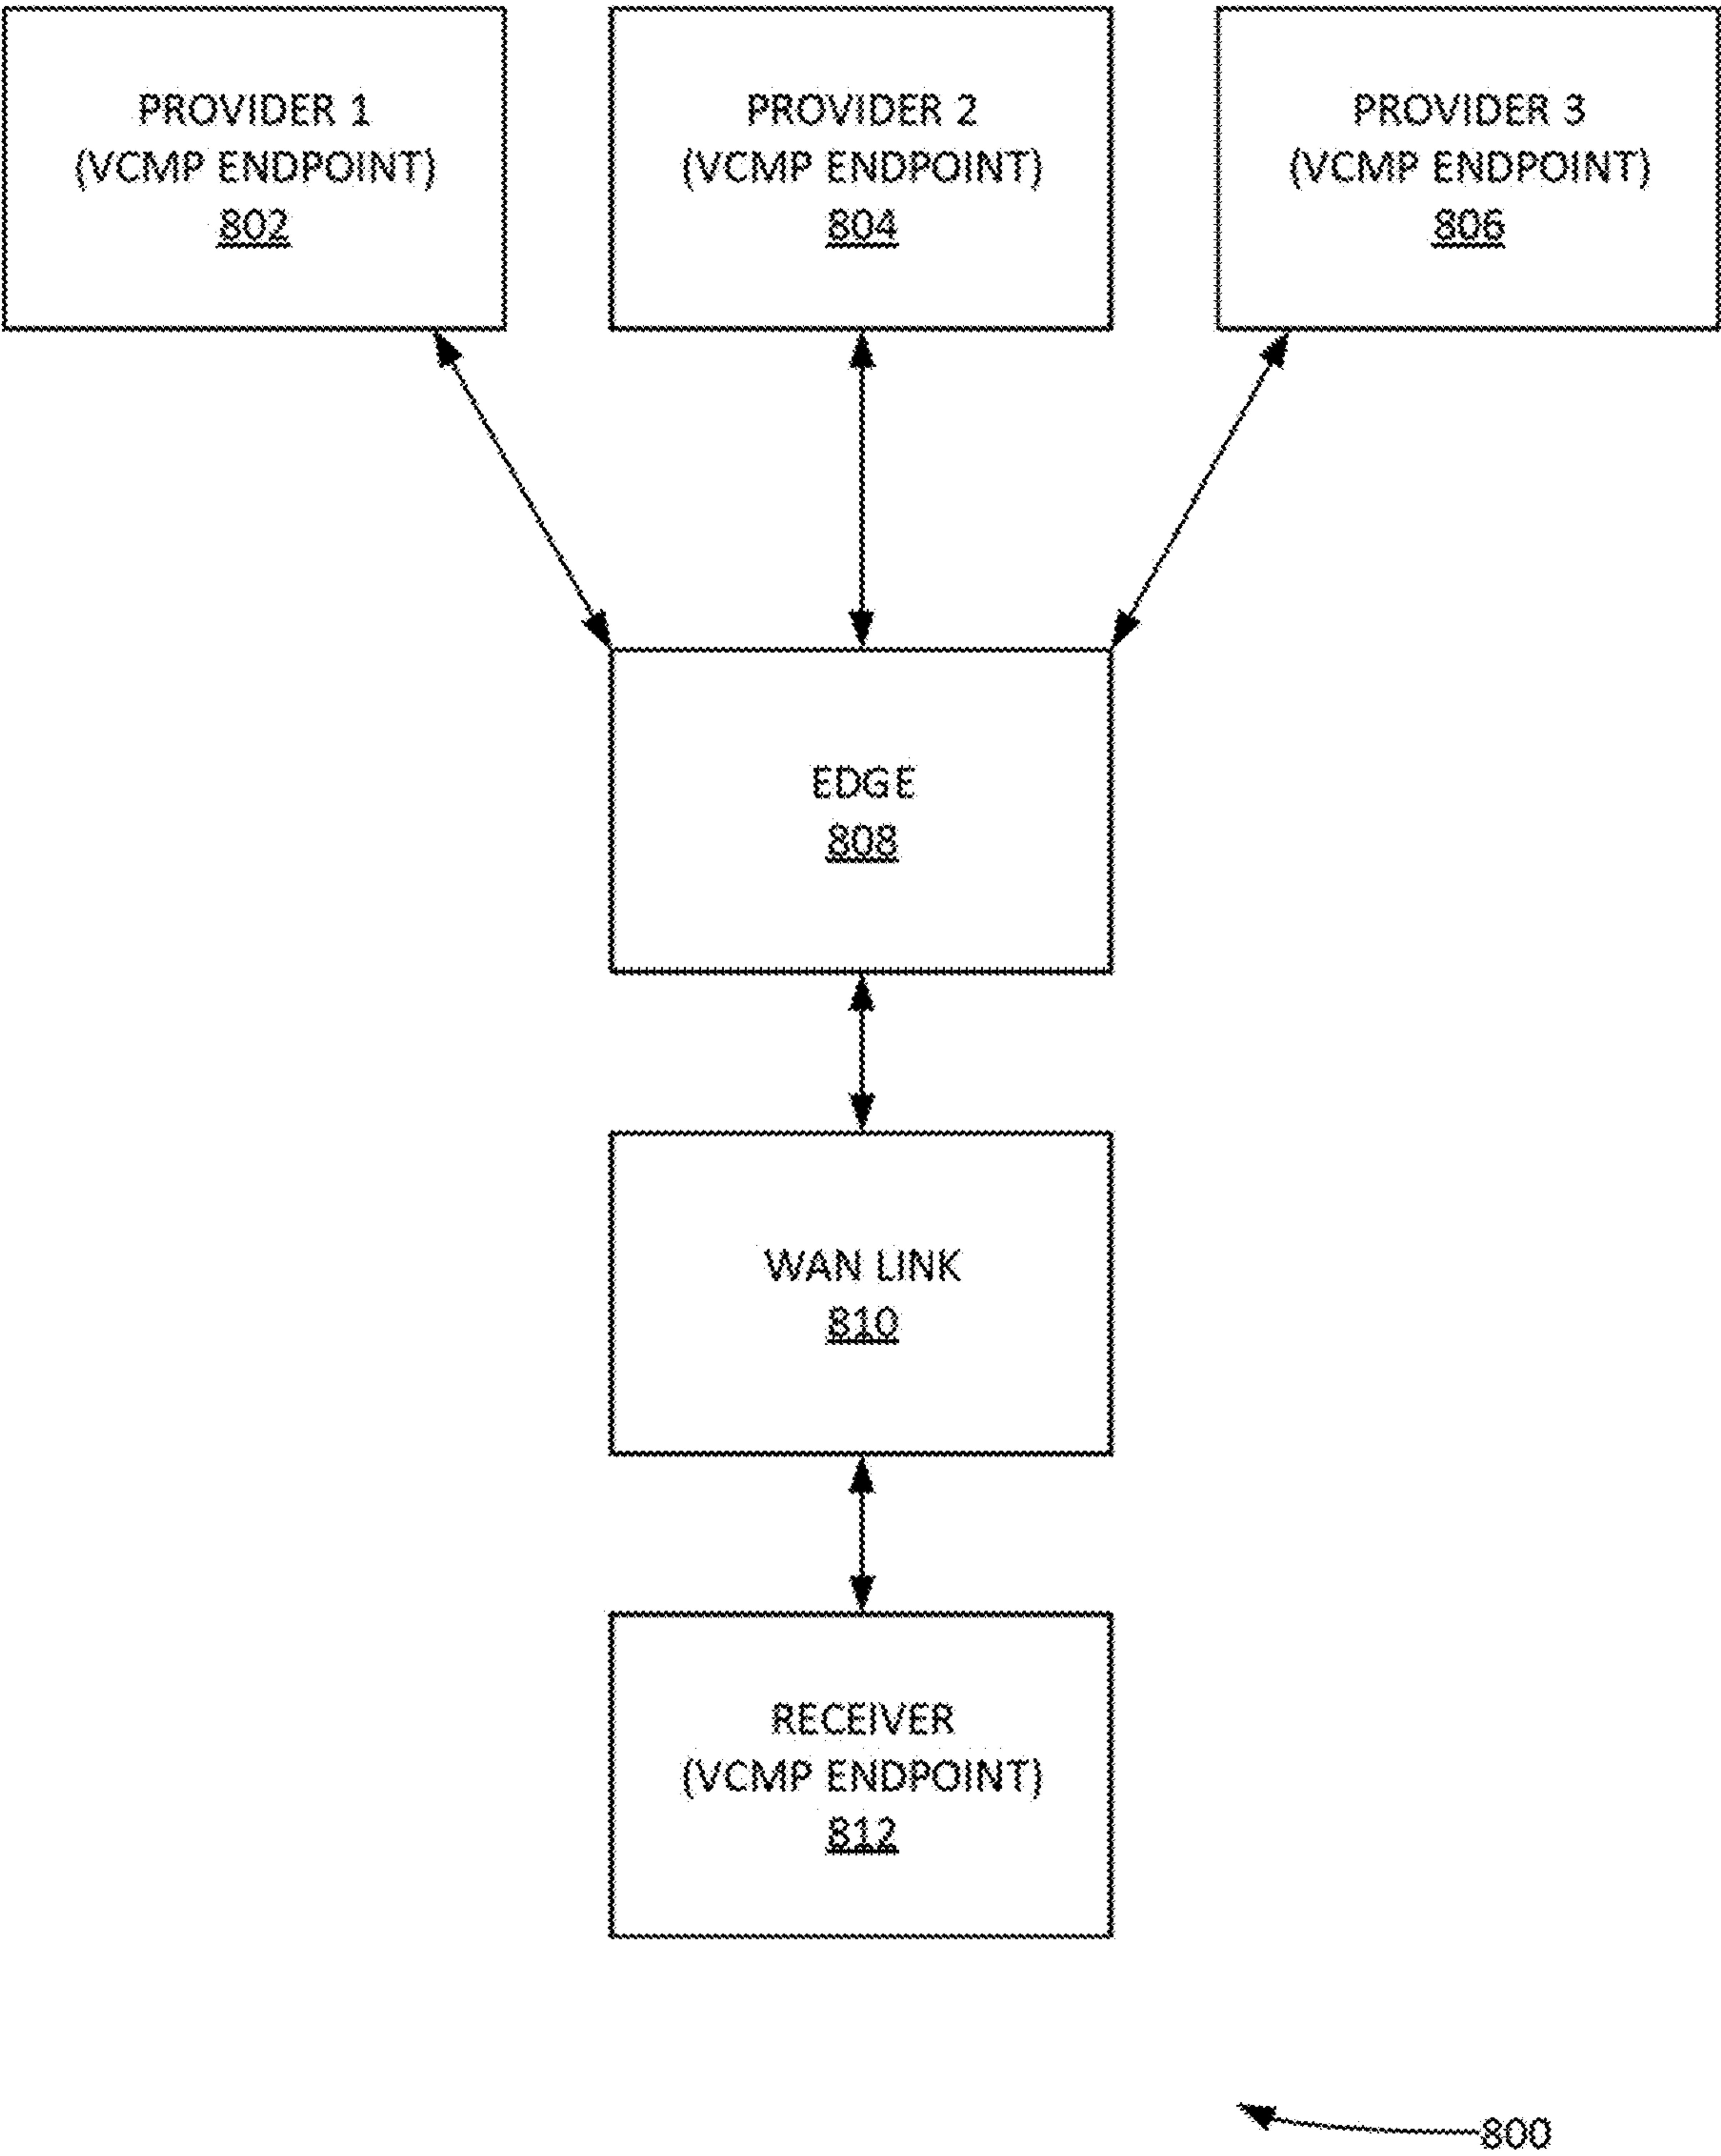 PROVIDER 1
(VCMP ENDPOINT)
802
PROVIDER 2
(VCMP ENDPOINT)
804
PROVIDER 3
(VCMP ENDPOINT)
806
EDGE
808
WAN LINK
810
RECEIVER
(VCMP ENDPOINT)
812
800